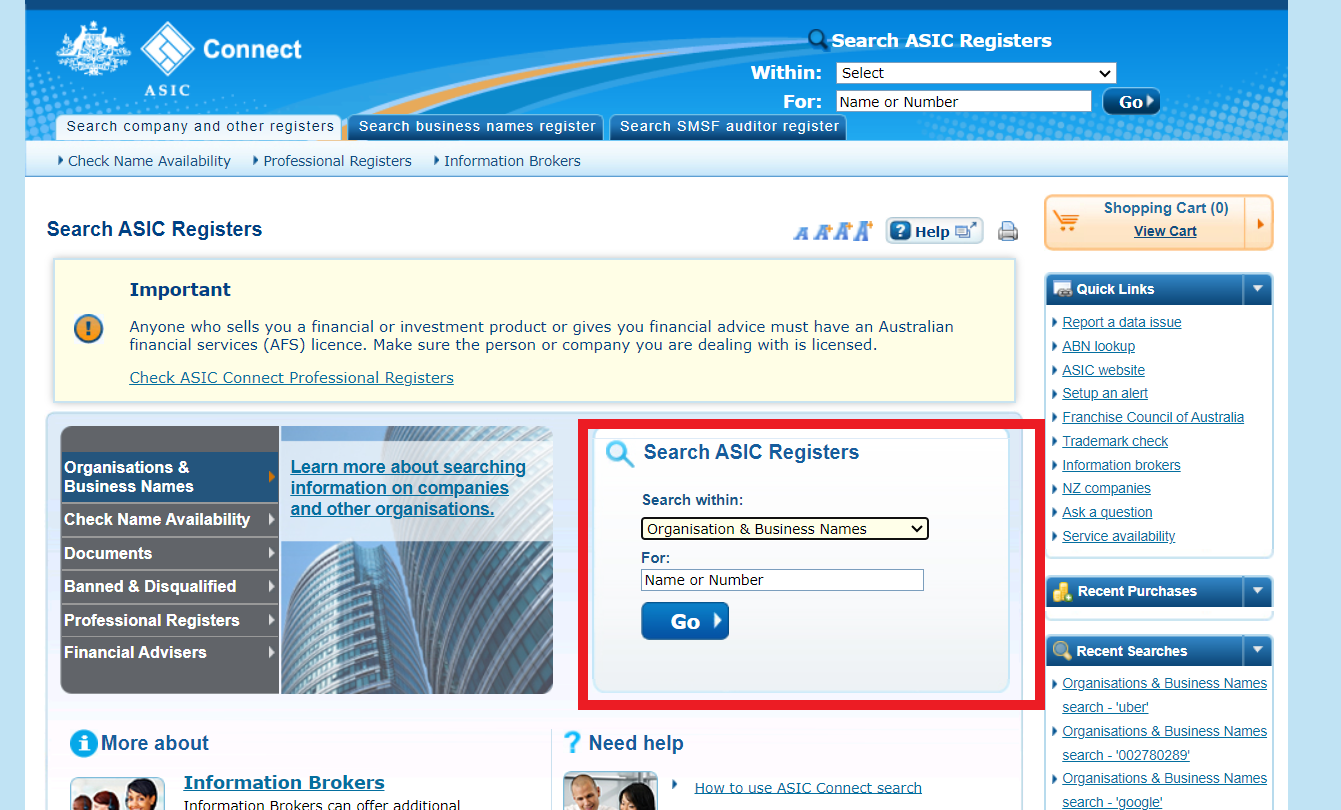 Connect
ASIC
Search ASIC Registers
Within: Select
For: Name or Number Go
Search company and other registers Search business names register Search SMSF auditor register
Check Name Availability Professional Registers Information Brokers
Search ASIC Registers
A A+ A+ A+ ? Help
Shopping Cart (0)
View Cart
Important
! Anyone who sells you a financial or investment product or gives you financial advice must have an Australian
financial services (AFS) licence. Make sure the person or company you are dealing with is licensed.
Check ASIC Connect Professional Registers
Organisations &
Business Names
Check Name Availability
Documents
Banned & Disqualified
Professional Registers
Financial Advisers
Learn more about searching
information on companies
and other organisations.
Search ASIC Registers
Search within:
Organisation & Business Names
For:
Name or Number
Go
Quick Links
Report a data issue
ABN lookup
ASIC website
Setup an alert
Franchise Council of Australia
Trademark check
Information brokers
NZ companies
Ask a question
Service availability
Recent Purchases
Recent Searches
Organisations & Business Names
search - 'uber'
Organisations & Business Names
search - '002780289'
Organisations & Business Names
search - 'google'
i More about
Information Brokers
Information Brokers can offer additional
? Need help
How to use ASIC Connect search